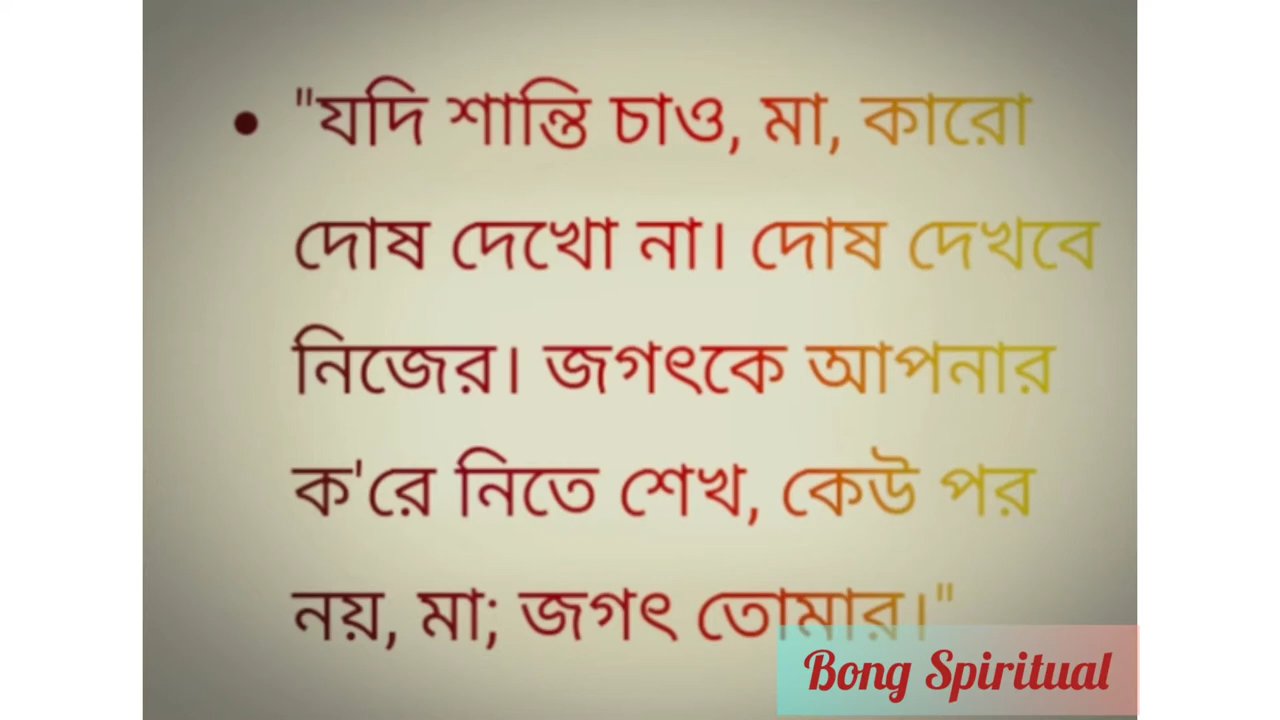 • "যদি শান্তি চাও, মা, কারো
দোষ দেখো না। দোষ দেখবে
নিজের। জগৎকে আপনার
ক'রে নিতে শেখ, কেউ পর
নয়, মা; জগৎ তোমার।"
Bong Spiritual